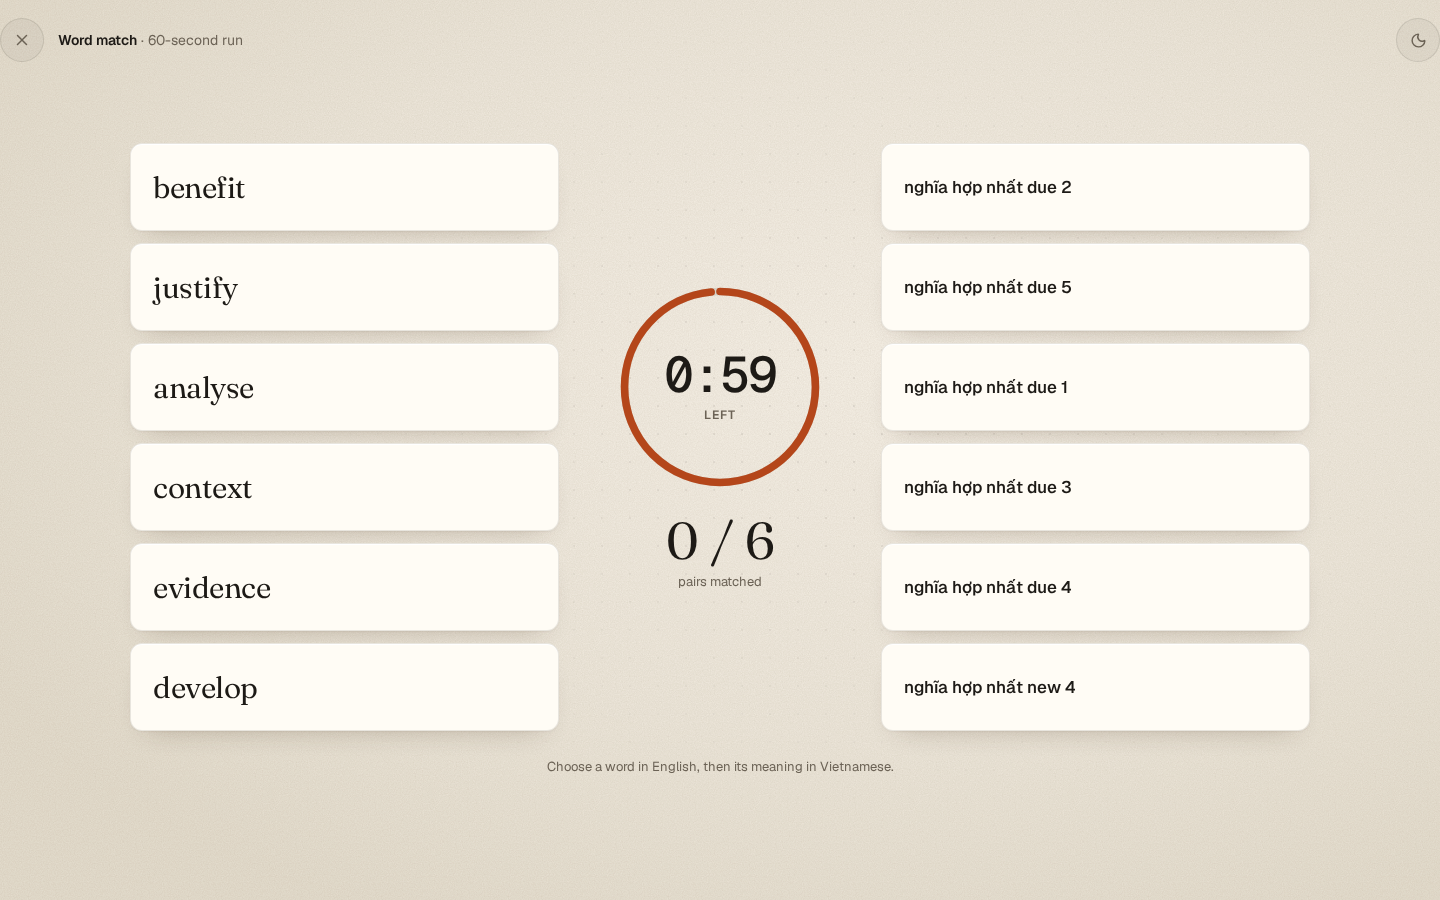 Word match · 60-second run
benefit
justify
analyse
context
evidence
develop
0:59
LEFT
0 / 6
pairs matched
nghĩa hợp nhất due 2
nghĩa hợp nhất due 5
nghĩa hợp nhất due 1
nghĩa hợp nhất due 3
nghĩa hợp nhất due 4
nghĩa hợp nhất new 4
Choose a word in English, then its meaning in Vietnamese.